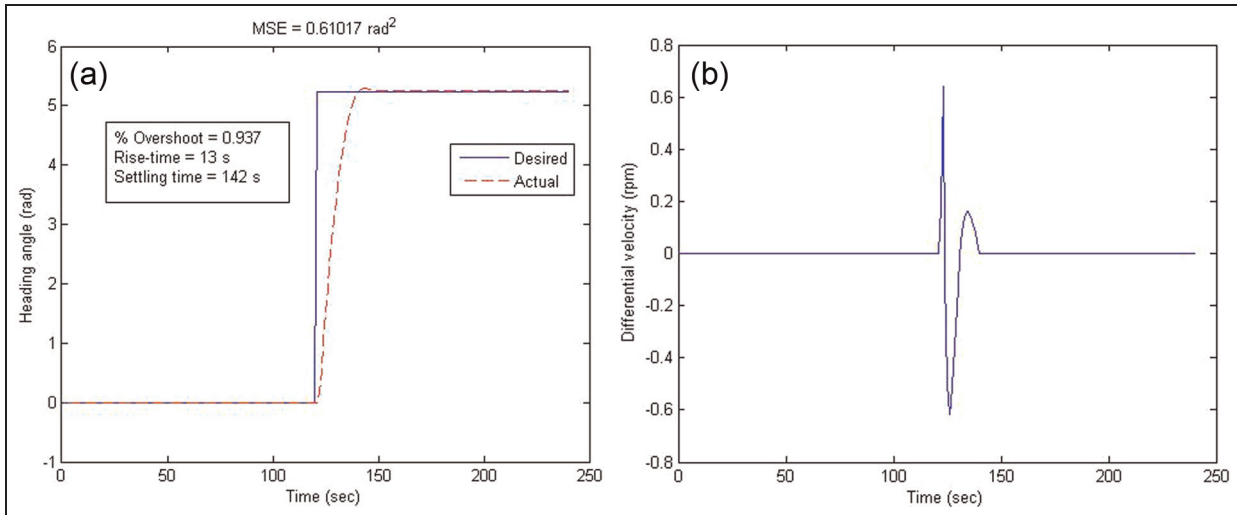 MSE = 0.61017 rad²
(a)
6
5
4
3
2
1
0
-1
% Overshoot = 0.937
Rise-time = 13 s
Settling time = 142 s
Desired
Actual
Heading angle (rad)
0
50
100
150
200
250
Time (sec)
(b)
0.8
0.6
0.4
0.2
0
-0.2
-0.4
-0.6
-0.8
Differential velocity (rpm)
0
50
100
150
200
250
Time (sec)